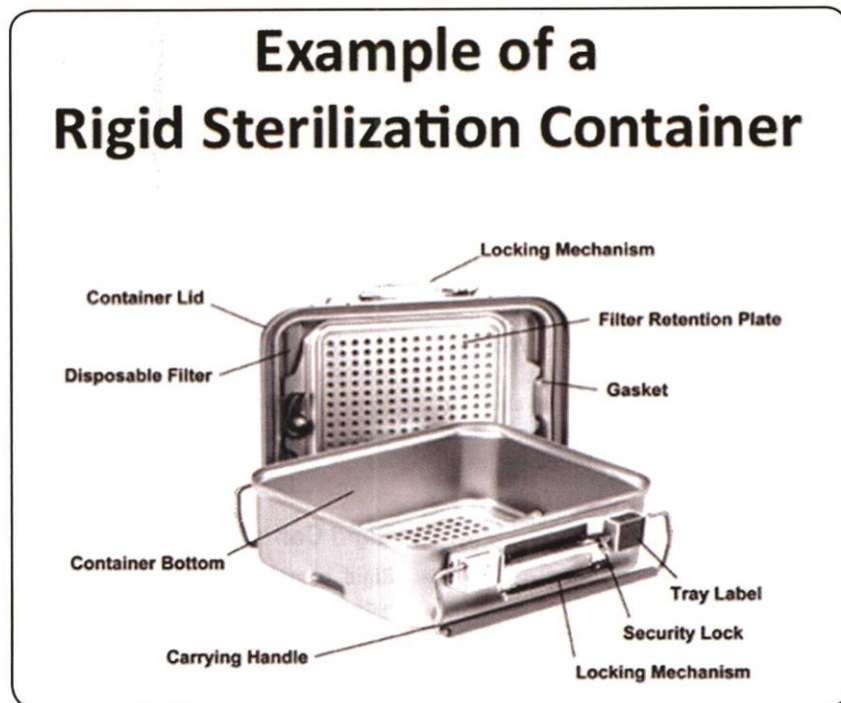 Example of a
Rigid Sterilization Container
Locking Mechanism
Container Lid
Filter Retention Plate
Disposable Filter
Gasket
Container Bottom
Tray Label
Security Lock
Carrying Handle
Locking Mechanism